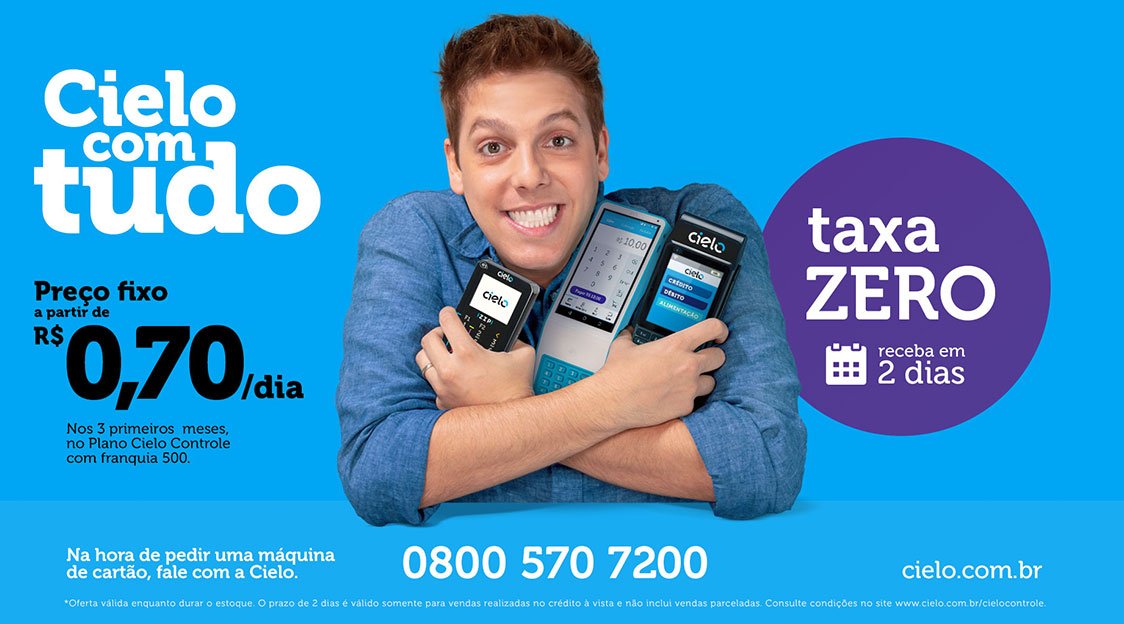 Cielo
com
tudo
Preço fixo
a partir de
R$ 0,70/dia
Nos 3 primeiros meses,
no Plano Cielo Controle
com franquia 500.
cielo
cielo
R$ 10,00
cielo
cielo
CRÉDITO
DÉBITO
ALIMENTAÇÃO
taxa
ZERO
receba em
2 dias
Na hora de pedir uma máquina
de cartão, fale com a Cielo.
0800 570 7200
cielo.com.br
*Oferta válida enquanto durar o estoque. O prazo de 2 dias é válido somente para vendas realizadas no crédito à vista e não inclui vendas parceladas. Consulte condições no site www.cielo.com.br/cielocontrole.